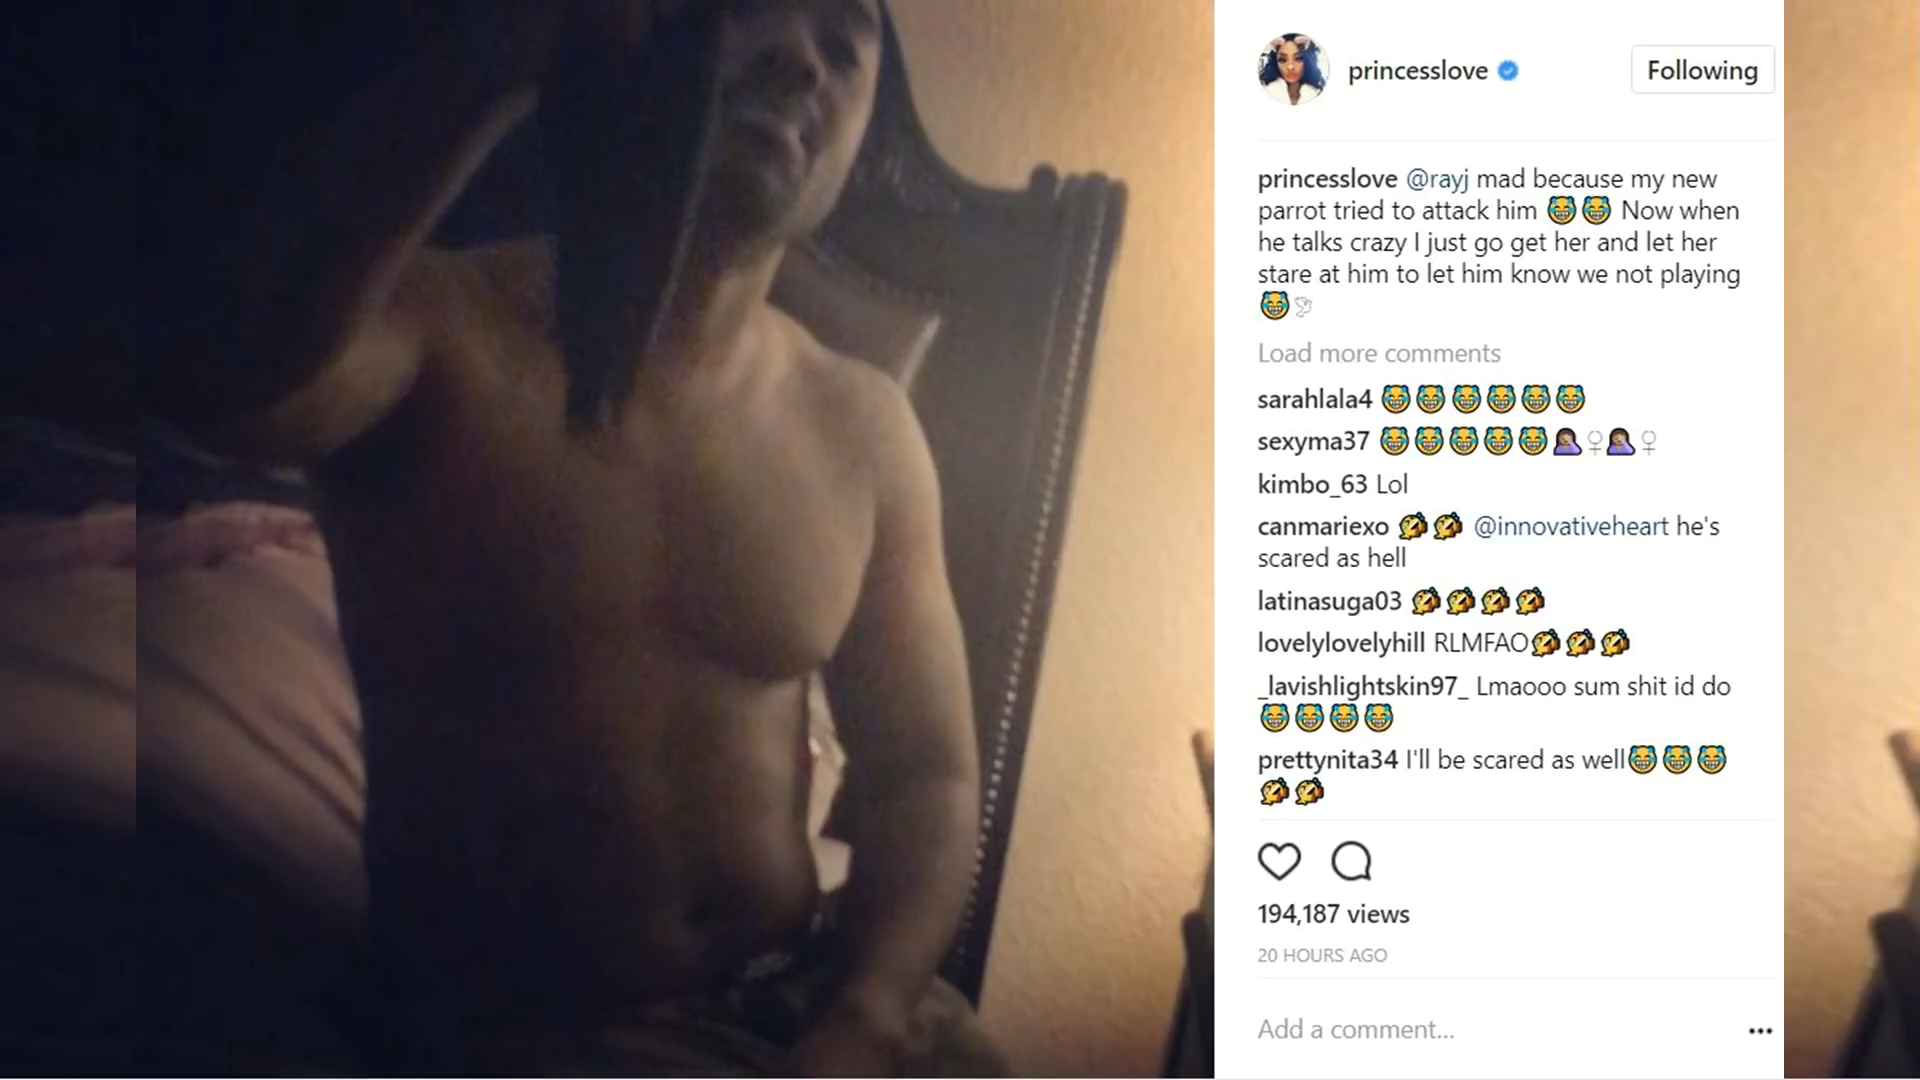 princesslove
Following
princesslove @rayj mad because my new
parrot tried to attack him 😹😹 Now when
he talks crazy I just go get her and let her
stare at him to let him know we not playing
😹🕊
Load more comments
sarahlala4 😹😹😹😹😹😹
sexyma37 😹😹😹😹😹🤦🏽♀🤦🏽♀
kimbo_63 Lol
canmariexo 🤣🤣 @innovativeheart he's
scared as hell
latinasuga03 🤣🤣🤣🤣
lovelylovelyhill RLMFAO🤣🤣🤣
_lavishlightskin97_ Lmaooo sum shit id do
😹😹😹😹
prettynita34 I'll be scared as well😹😹😹
🤣🤣
194,187 views
20 HOURS AGO
Add a comment...